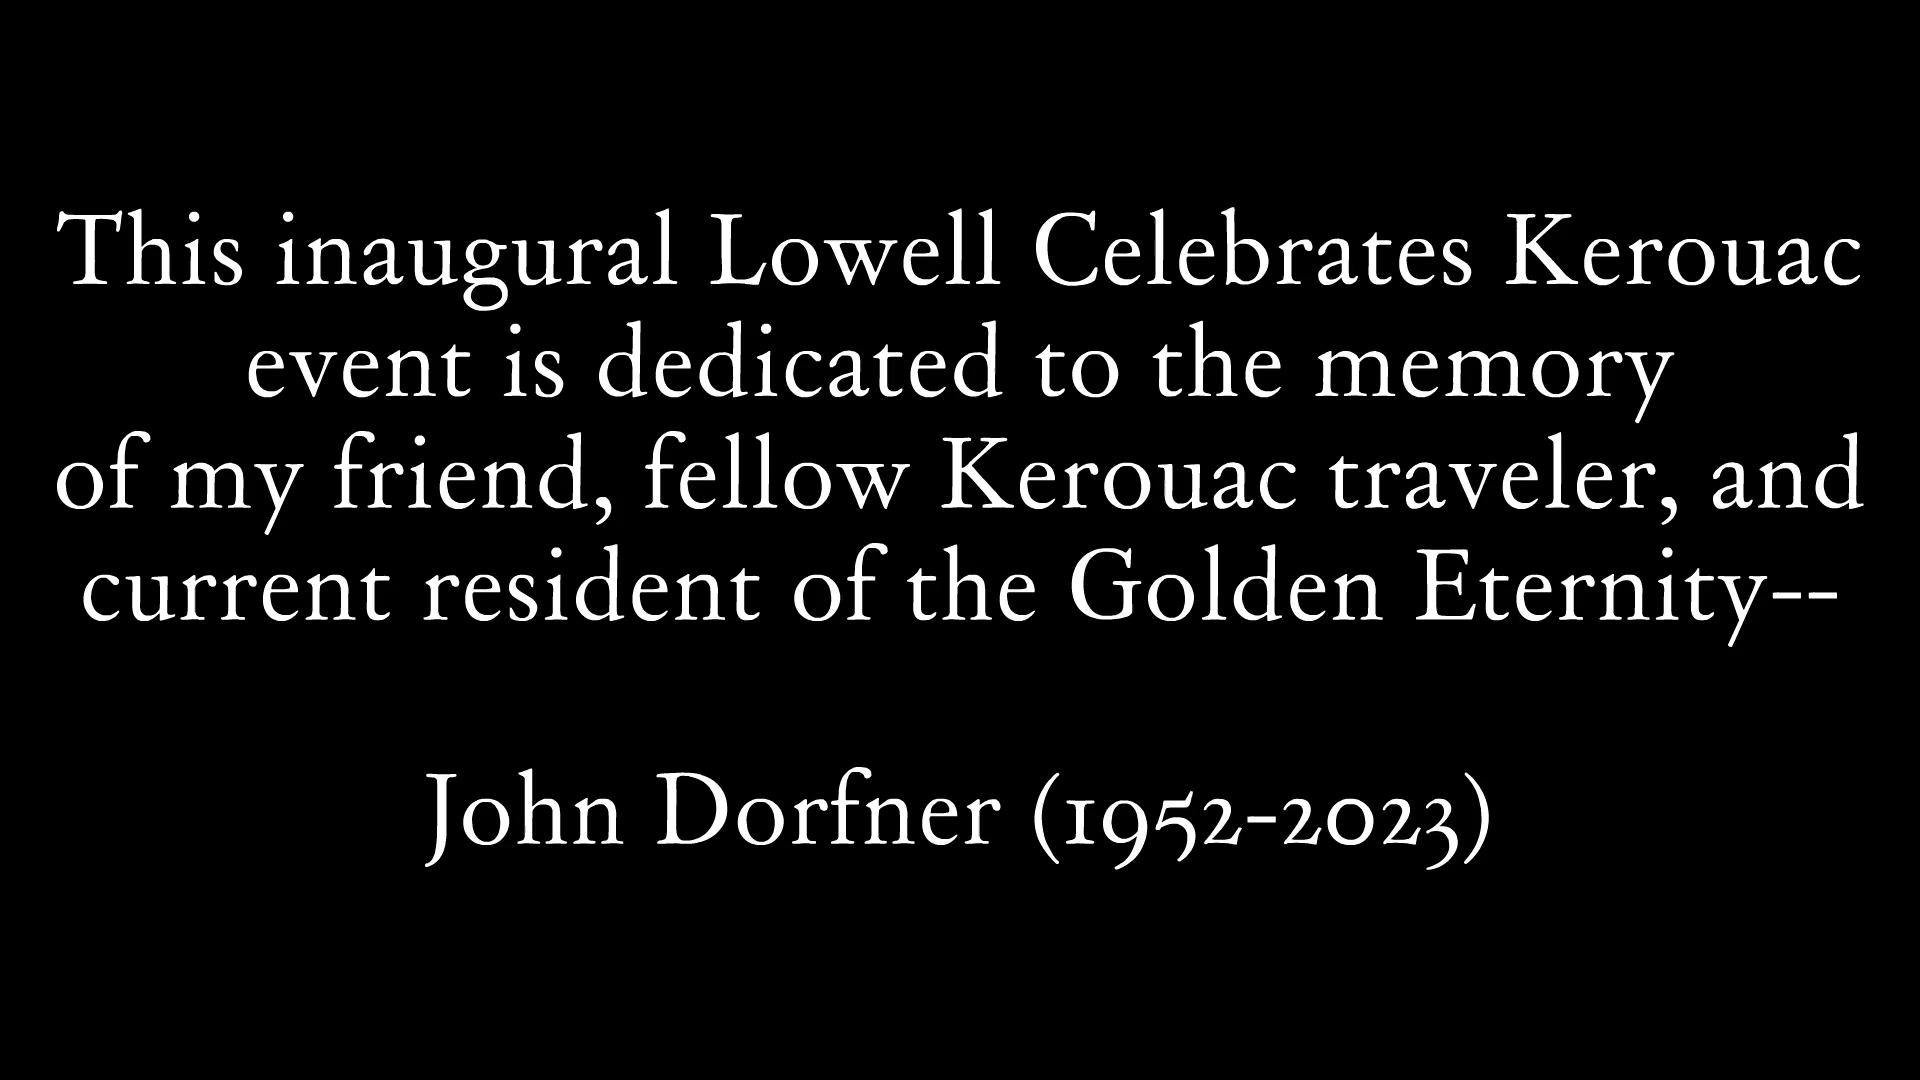 This inaugural Lowell Celebrates Kerouac
event is dedicated to the memory
of my friend, fellow Kerouac traveler, and
current resident of the Golden Eternity--
John Dorfner (1952-2023)